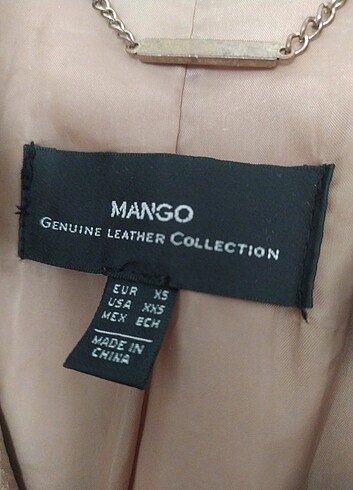 MANGO
GENUINE LEATHER COLLECTION
EUR XS
USA XXS
MEX ECH
MADE IN
CHINA